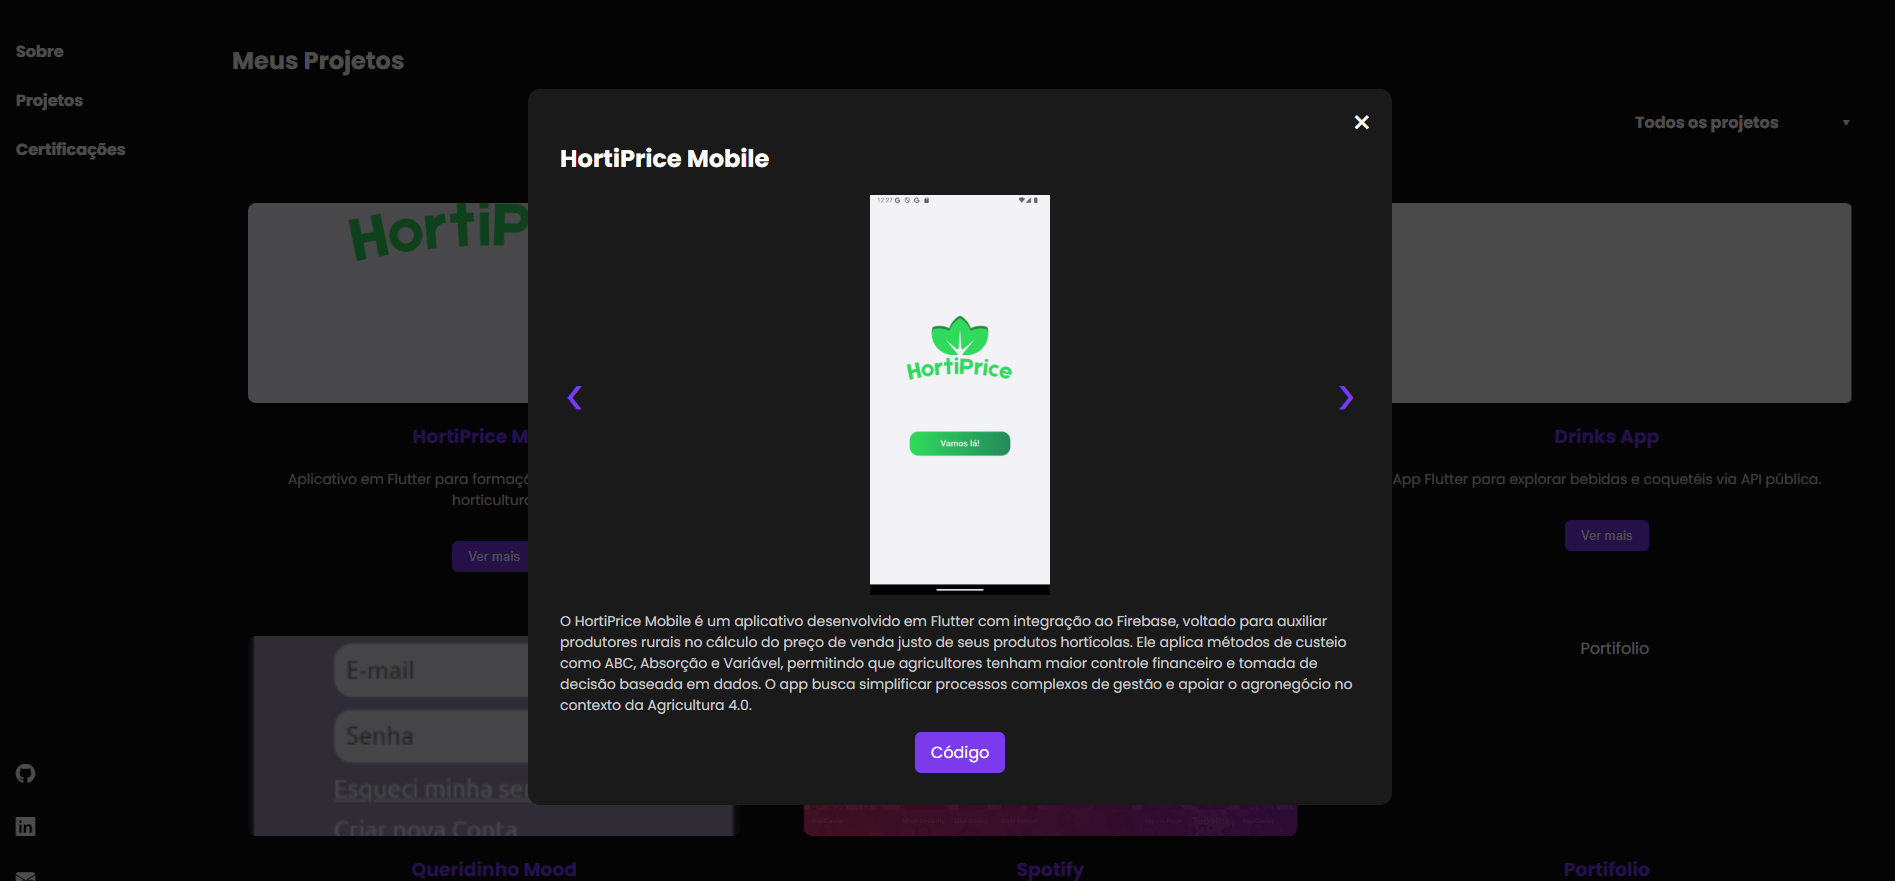 Sobre
Projetos
Certificações
Meus Projetos
Todos os projetos
HortiP
HortiPrice M
Aplicativo em Flutter para
Ver mais
HortiPrice Mobile
12:27
HortiPrice
Vamos lá!
O HortiPrice Mobile é um aplicativo desenvolvido em Flutter com integração ao Firebase, voltado para auxiliar
produtores rurais no cálculo do preço de venda justo de seus produtos hortícolas. Ele aplica métodos de custeio
como ABC, Absorção e Variável, permitindo que agricultores tenham maior controle financeiro e tomada de
decisão baseada em dados. O app busca simplificar processos complexos de gestão e apoiar o agronegócio no
contexto da Agricultura 4.0.
Código
Drinks App
App Flutter para explorar bebidas e coquetéis via API pública.
Ver mais
E-mail
Senha
Esqueci minha se
Criar nova Conta
Queridinho Mood
Spotify
Portifolio
Portifolio